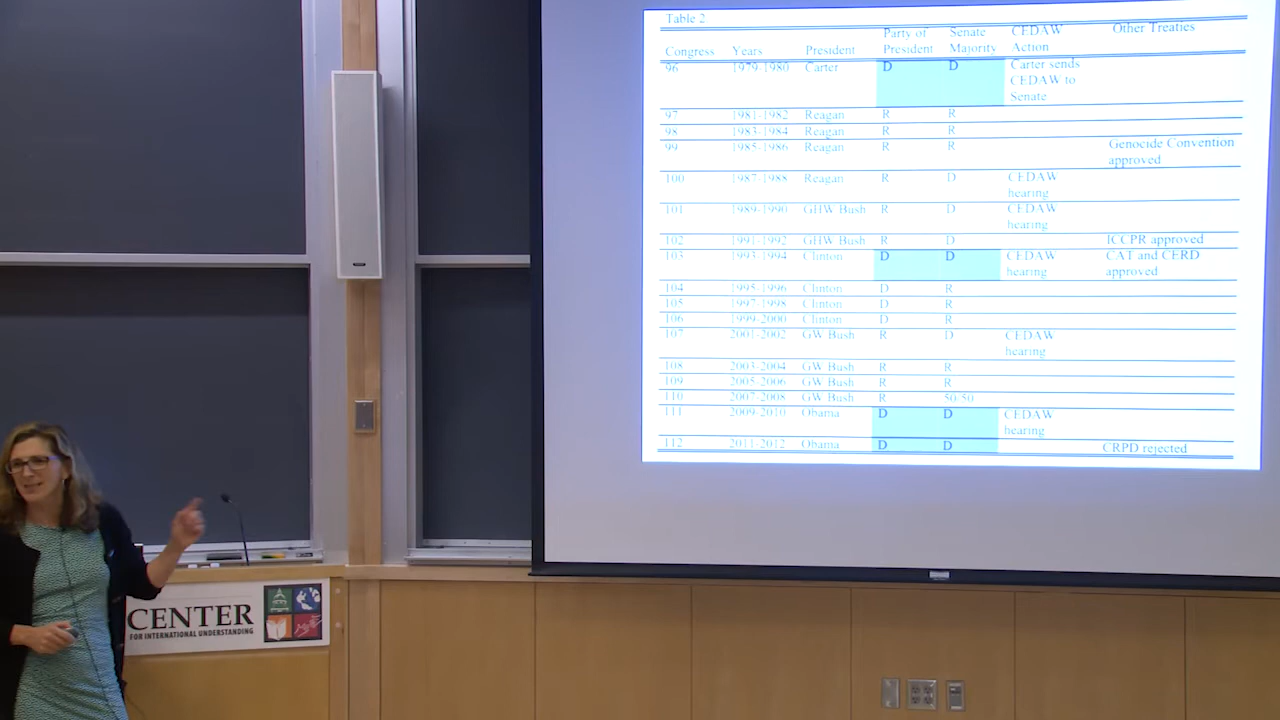 Table 2
Congress Years President Party of President Senate Majority CEDAW Action Other Treaties
96 1979-1980 Carter D D Carter sends CEDAW to Senate
97 1981-1982 Reagan R R
98 1983-1984 Reagan R R
99 1985-1986 Reagan R R Genocide Convention approved
100 1987-1988 Reagan R D CEDAW hearing
101 1989-1990 GHW Bush R D CEDAW hearing
102 1991-1992 GHW Bush R D ICCPR approved
103 1993-1994 Clinton D D CEDAW hearing CAT and CERD approved
104 1995-1996 Clinton D R
105 1997-1998 Clinton D R
106 1999-2000 Clinton D R
107 2001-2002 GW Bush R D CEDAW hearing
108 2003-2004 GW Bush R R
109 2005-2006 GW Bush R R
110 2007-2008 GW Bush R 50-50
111 2009-2010 Obama D D CEDAW hearing
112 2011-2012 Obama D D CRPD rejected
CENTER
FOR INTERNATIONAL UNDERSTANDING